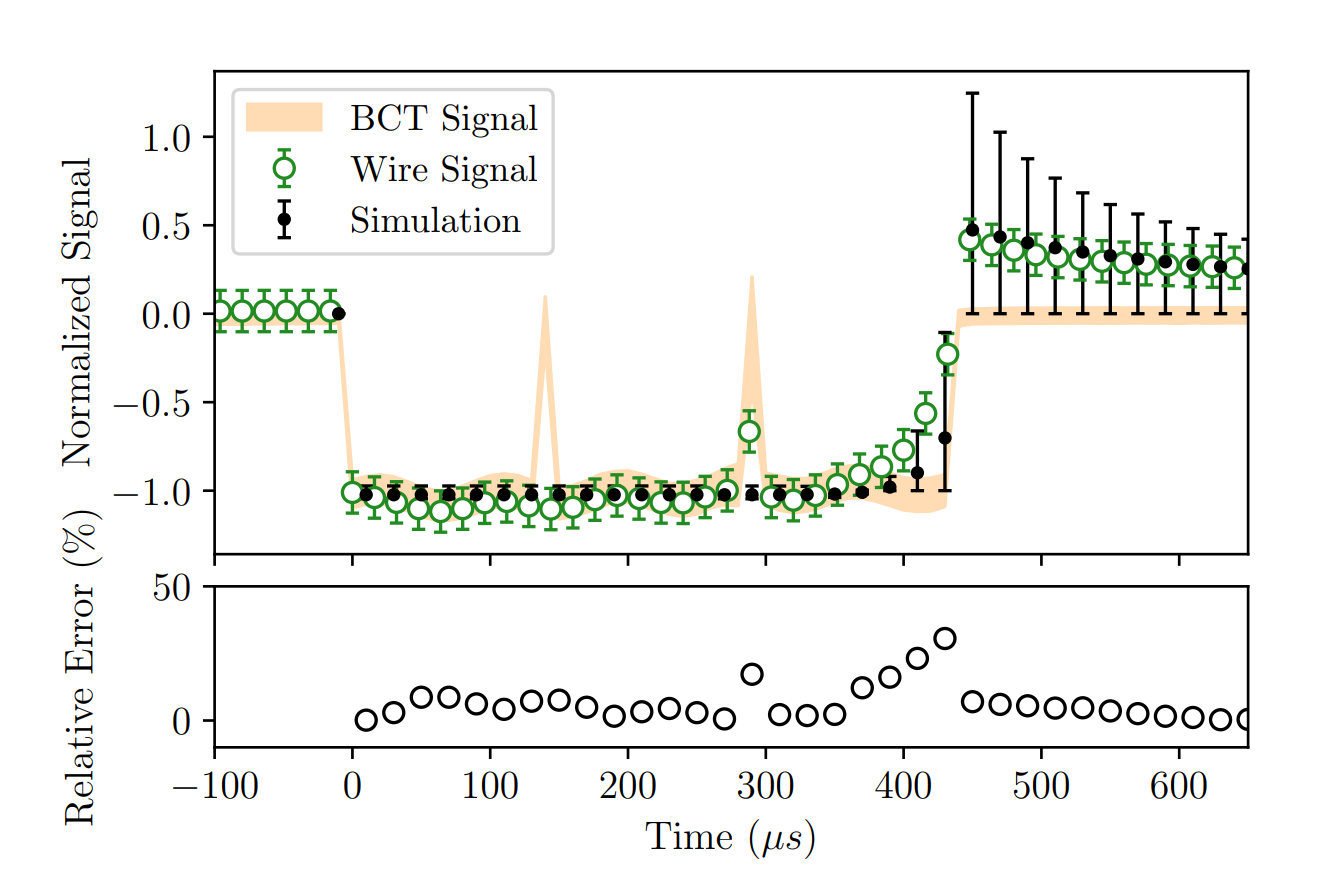 BCT Signal
Wire Signal
Simulation
Normalized Signal
1.0
0.5
0.0
−0.5
−1.0
Relative Error (%)
50
0
−100 0 100 200 300 400 500 600
Time (μs)